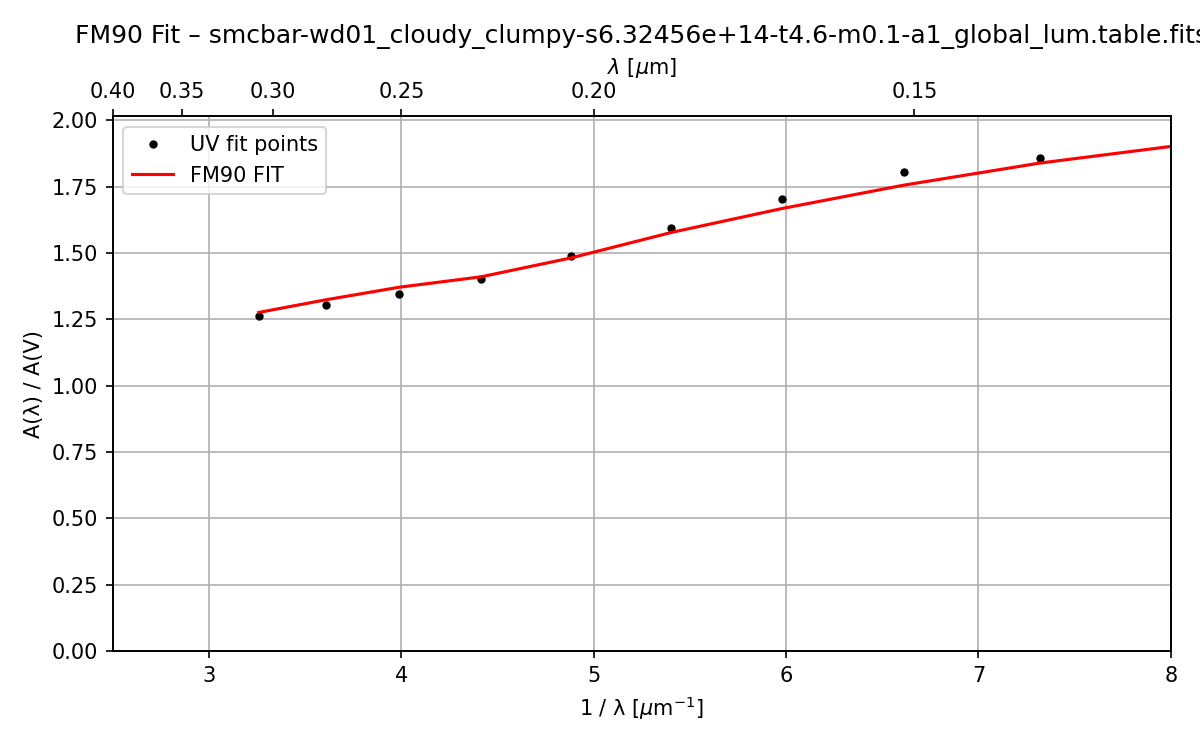 FM90 Fit – smcbar-wd01_cloudy_clumpy-s6.32456e+14-t4.6-m0.1-a1_global_lum.table.fits
λ [μm]
0.40 0.35 0.30 0.25 0.20 0.15
UV fit points
FM90 FIT
2.00
1.75
1.50
1.25
1.00
0.75
0.50
0.25
0.00
A(λ) / A(V)
3 4 5 6 7 8
1 / λ [μm⁻¹]